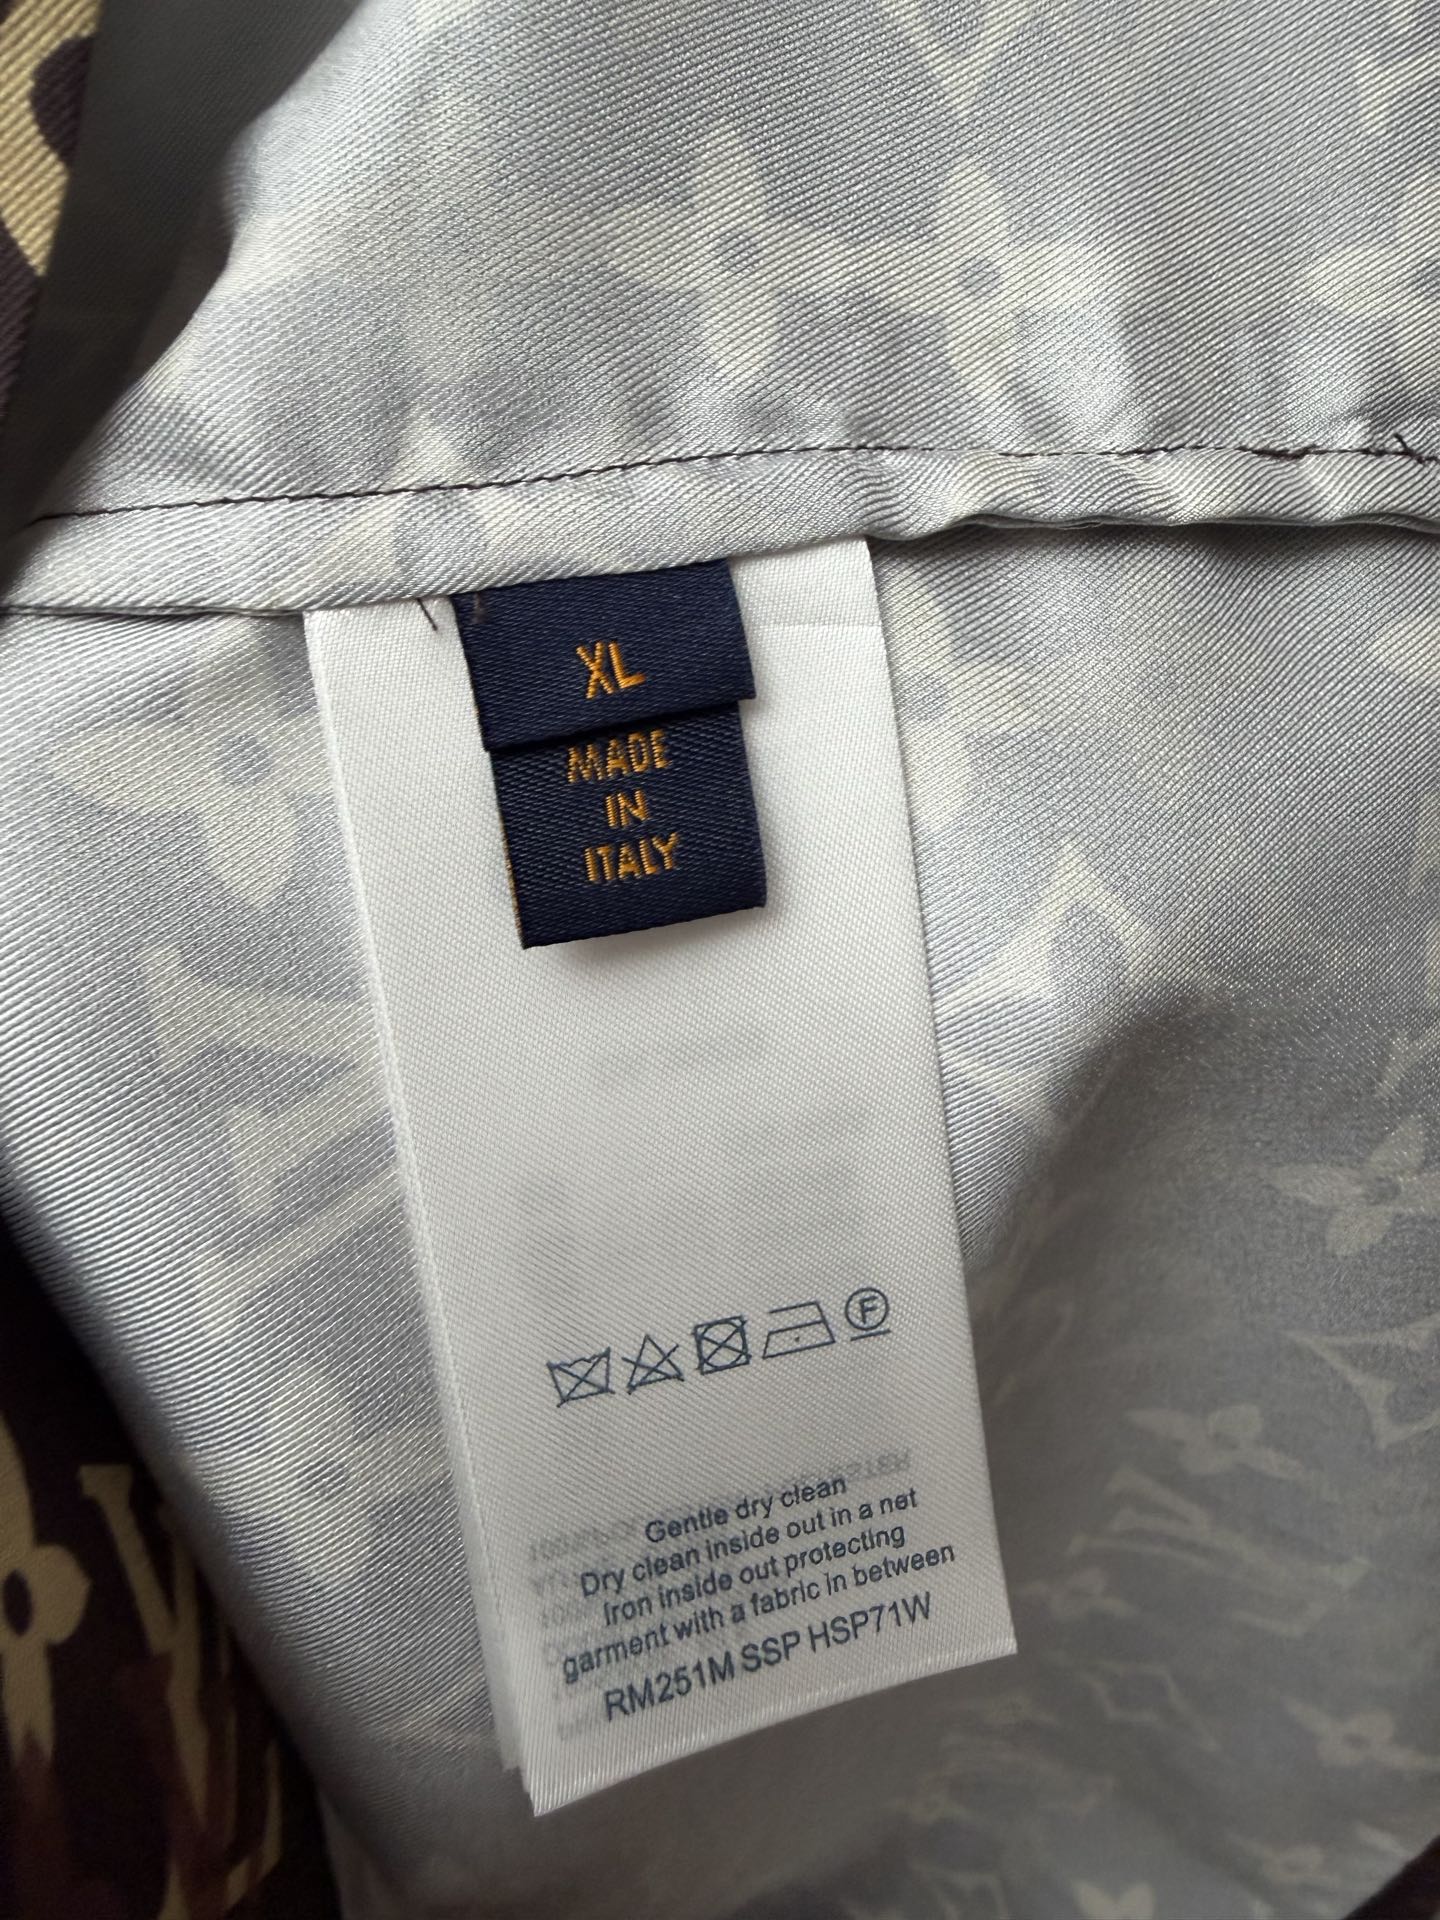 XL
MADE
IN
ITALY
F
Gentle dry clean
Dry clean inside out in a net
Iron inside out protecting
garment with a fabric in between
RM251M SSP HSP71W